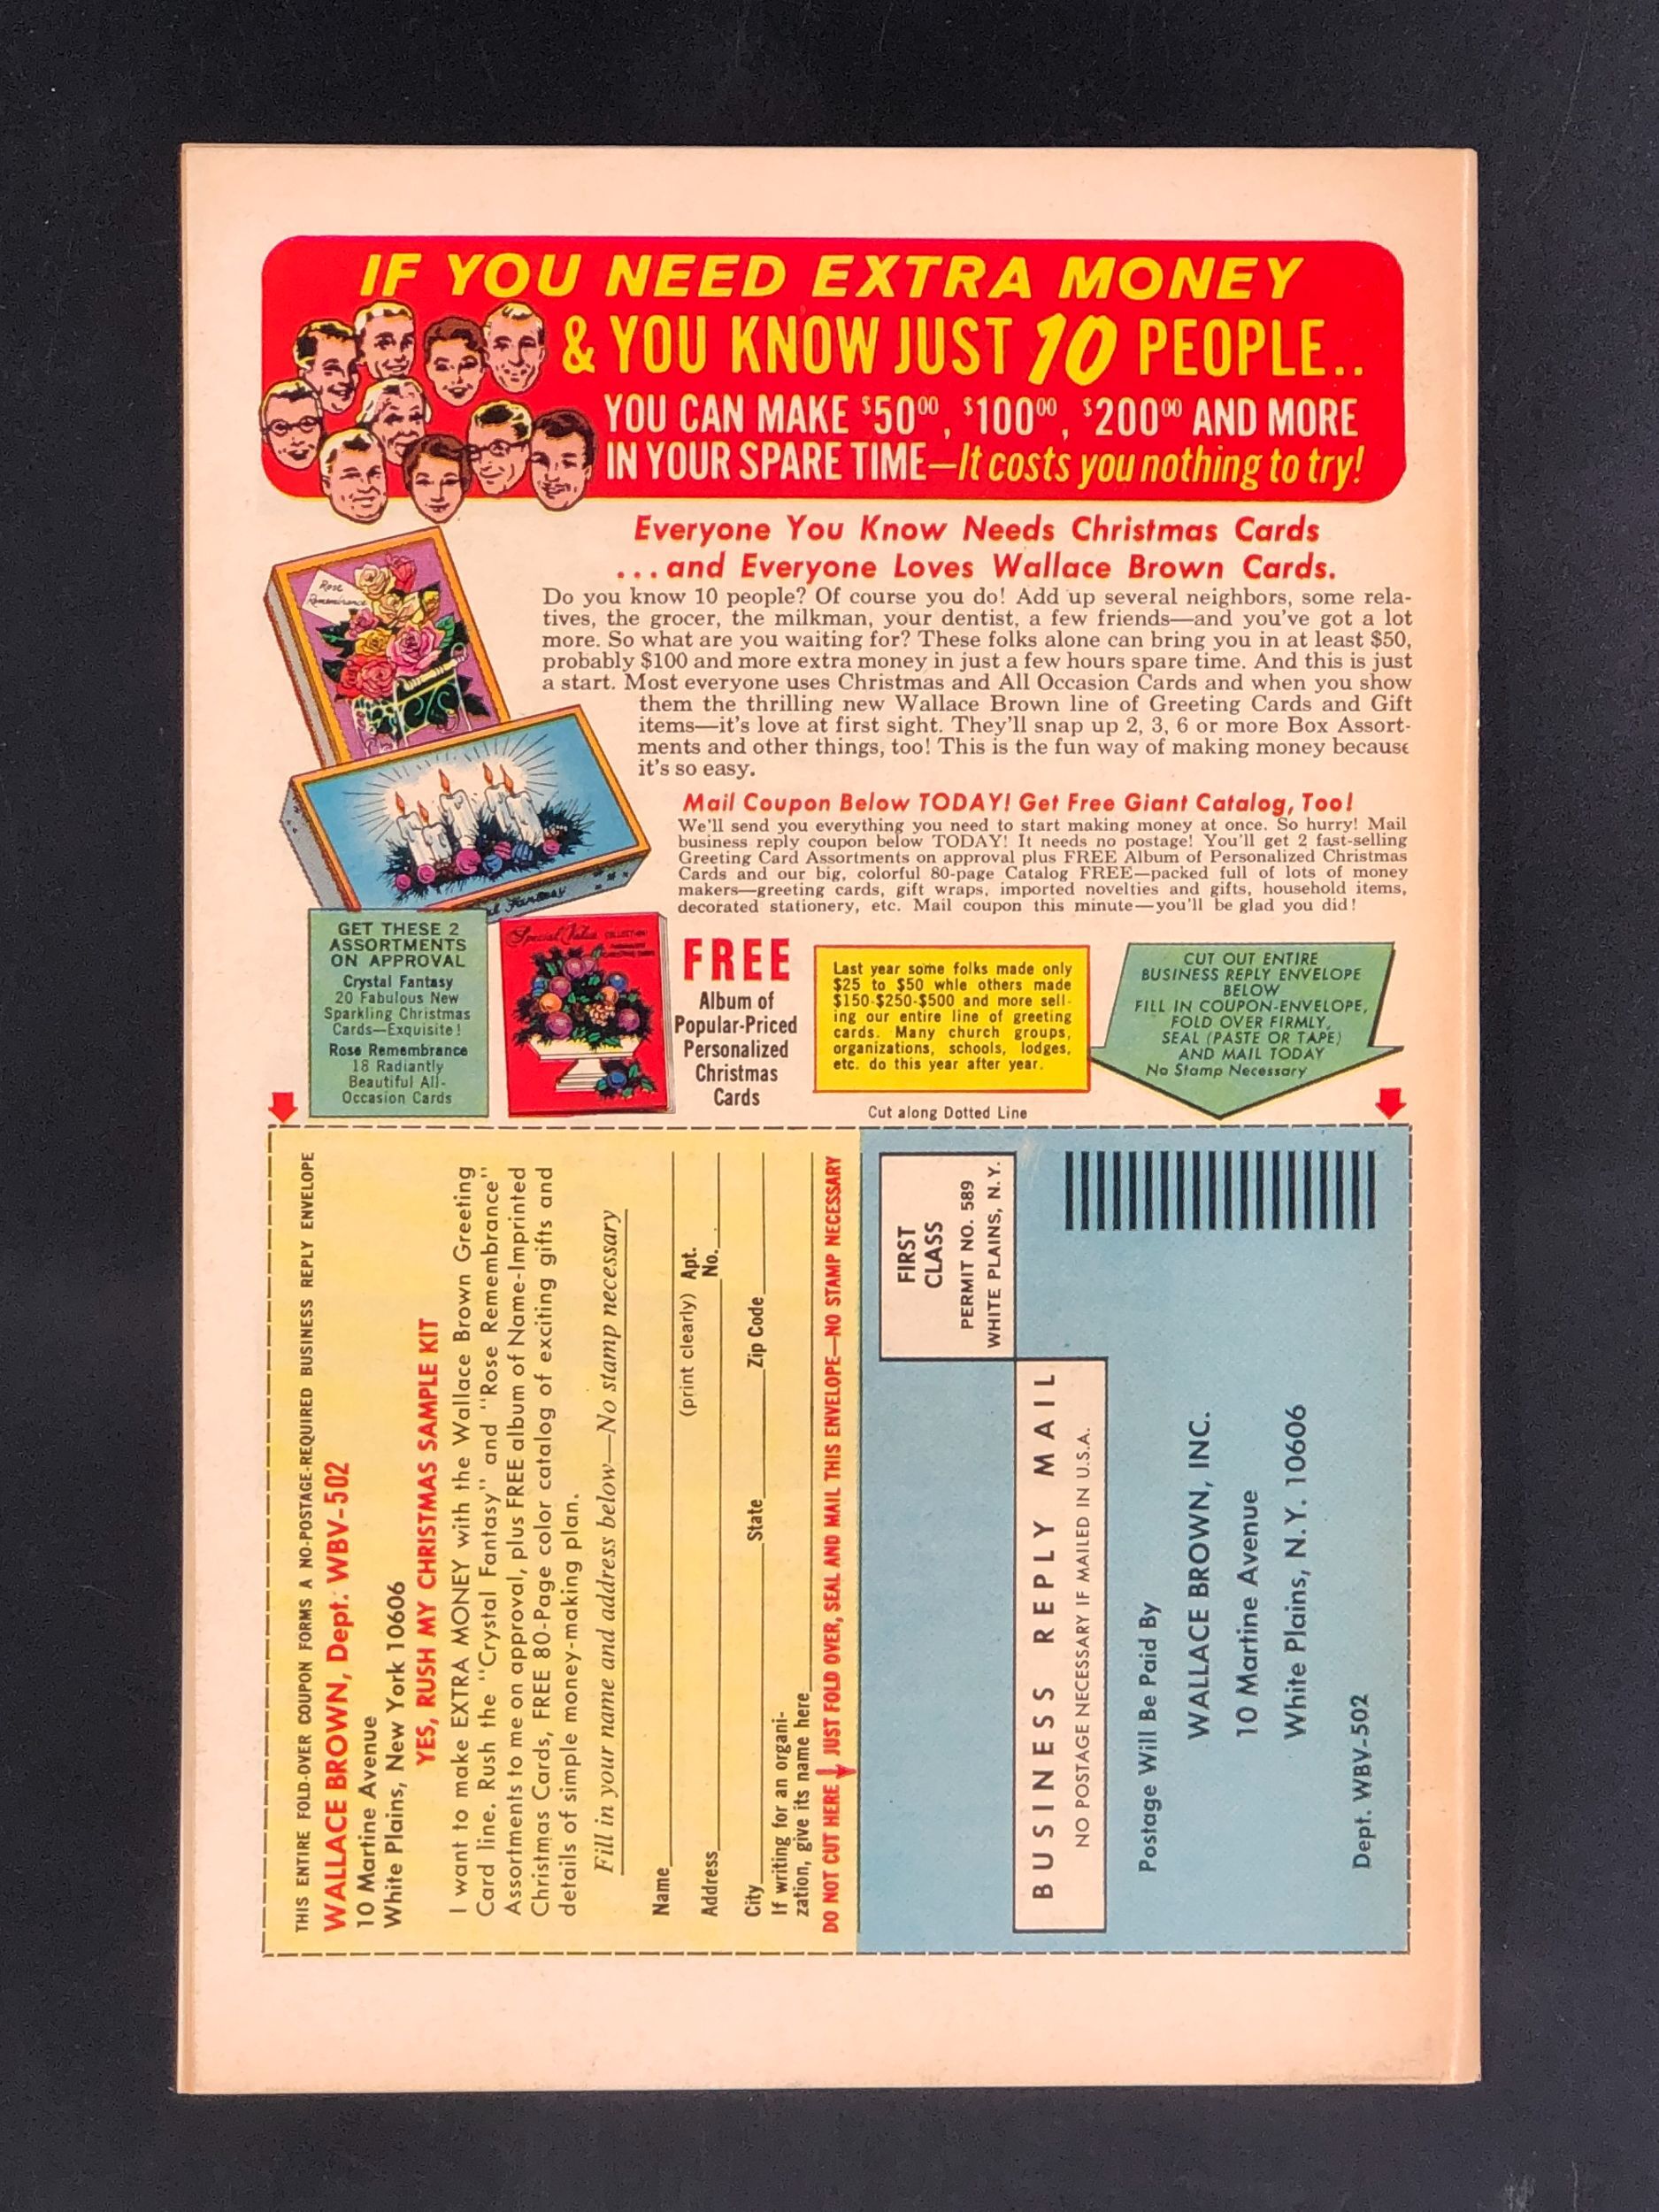 IF YOU NEED EXTRA MONEY
& YOU KNOW JUST 10 PEOPLE..
YOU CAN MAKE $50⁰⁰, $100⁰⁰, $200⁰⁰ AND MORE
IN YOUR SPARE TIME—It costs you nothing to try!
Everyone You Know Needs Christmas Cards
...and Everyone Loves Wallace Brown Cards.
Rose
Remembrance
Do you know 10 people? Of course you do! Add up several neighbors, some rela-
tives, the grocer, the milkman, your dentist, a few friends—and you've got a lot
more. So what are you waiting for? These folks alone can bring you in at least $50,
probably $100 and more extra money in just a few hours spare time. And this is just
a start. Most everyone uses Christmas and All Occasion Cards and when you show
them the thrilling new Wallace Brown line of Greeting Cards and Gift
items—it's love at first sight. They'll snap up 2, 3, 6 or more Box Assort-
ments and other things, too! This is the fun way of making money because
it's so easy.
Mail Coupon Below TODAY! Get Free Giant Catalog, Too!
We'll send you everything you need to start making money at once. So hurry! Mail
business reply coupon below TODAY! It needs no postage! You'll get 2 fast-selling
Greeting Card Assortments on approval plus FREE Album of Personalized Christmas
Cards and our big, colorful 80-page Catalog FREE—packed full of lots of money
makers—greeting cards, gift wraps, imported novelties and gifts, household items,
decorated stationery, etc. Mail coupon this minute—you'll be glad you did!
al Fantasy
GET THESE 2
ASSORTMENTS
ON APPROVAL
Crystal Fantasy
20 Fabulous New
Sparkling Christmas
Cards—Exquisite!
Rose Remembrance
18 Radiantly
Beautiful All-
Occasion Cards
Special Value COLLECTION
FREE
Album of
Popular-Priced
Personalized
Christmas
Cards
Last year some folks made only
$25 to $50 whle others made
$150-$250-$500 and more sell-
ing our entire line of greeting
cards. Many church groups,
organizations, schools, lodges,
etc. do this year after year.
CUT OUT ENTIRE
BUSINESS REPLY ENVELOPE
BELOW
FILL IN COUPON-ENVELOPE,
FOLD OVER FIRMLY,
SEAL (PASTE OR TAPE)
AND MAIL TODAY
No Stamp Necessary
Cut along Dotted Line
THIS ENTIRE FOLD-OVER COUPON FORMS A NO-POSTAGE-REQUIRED BUSINESS REPLY ENVELOPE
WALLACE BROWN, Dept. WBV-502
10 Martine Avenue
White Plains, New York 10606
YES, RUSH MY CHRISTMAS SAMPLE KIT
I want to make EXTRA MONEY with the Wallace Brown Greeting
Card line. Rush the "Crystal Fantasy" and "Rose Remembrance"
Assortments to me on approval, plus FREE album of Name-Imprinted
Christmas Cards, FREE 80-Page color catalog of exciting gifts and
details of simple money-making plan.
Fill in your name and address below—No stamp necessary
Name
(print clearly) Apt.
Address No.
City State Zip Code
If writing for an organi-
zation, give its name here
DO NOT CUT HERE JUST FOLD OVER, SEAL AND MAIL THIS ENVELOPE—NO STAMP NECESSARY
FIRST
CLASS
PERMIT NO. 589
WHITE PLAINS, N.Y.
BUSINESS REPLY MAIL
NO POSTAGE NECESSARY IF MAILED IN U.S.A.
Postage Will Be Paid By
WALLACE BROWN, INC.
10 Martine Avenue
White Plains, N.Y. 10606
Dept. WBV-502